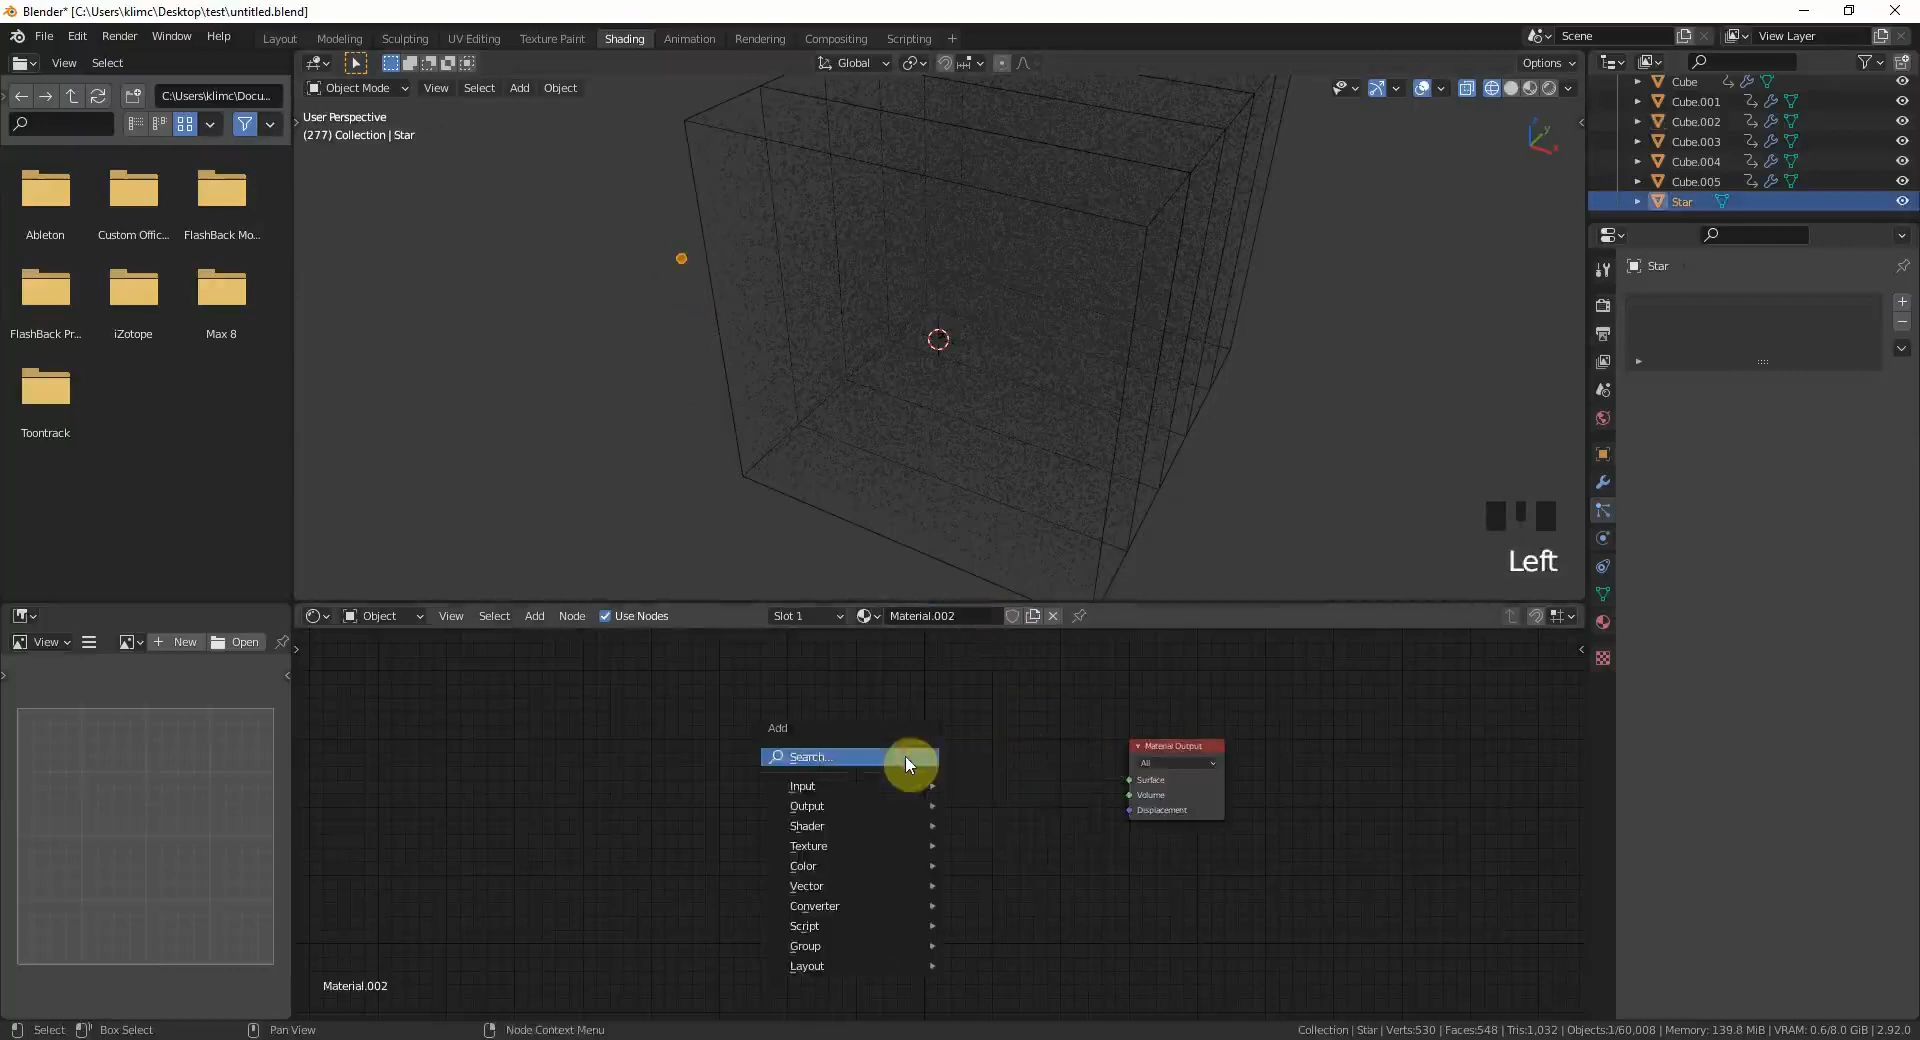 Blender* [C:\Users\klimc\Desktop\test\untitled.blend]
File Edit Render Window Help
Layout Modeling Sculpting UV Editing Texture Paint Shading Animation Rendering Compositing Scripting +
Scene
View Layer
View Select
Global
Options
C:\Users\klimc\Docu...
Object Mode View Select Add Object
User Perspective
(277) Collection | Star
Ableton
Custom Offic...
FlashBack Mo...
FlashBack Pr...
iZotope
Max 8
Toontrack
Cube
Cube.001
Cube.002
Cube.003
Cube.004
Cube.005
Star
Star
Z
Y
X
Left
Object View Select Add Node Use Nodes Slot 1 Material.002
View New Open
Add
Search...
Input
Output
Shader
Texture
Color
Vector
Converter
Script
Group
Layout
Material Output
All
Surface
Volume
Displacement
Material.002
Select Box Select Pan View Node Context Menu
Collection | Star | Verts:530 | Faces:548 | Tris:1,032 | Objects:1/60,008 | Memory: 139.8 MiB | VRAM: 0.6/8.0 GiB | 2.92.0